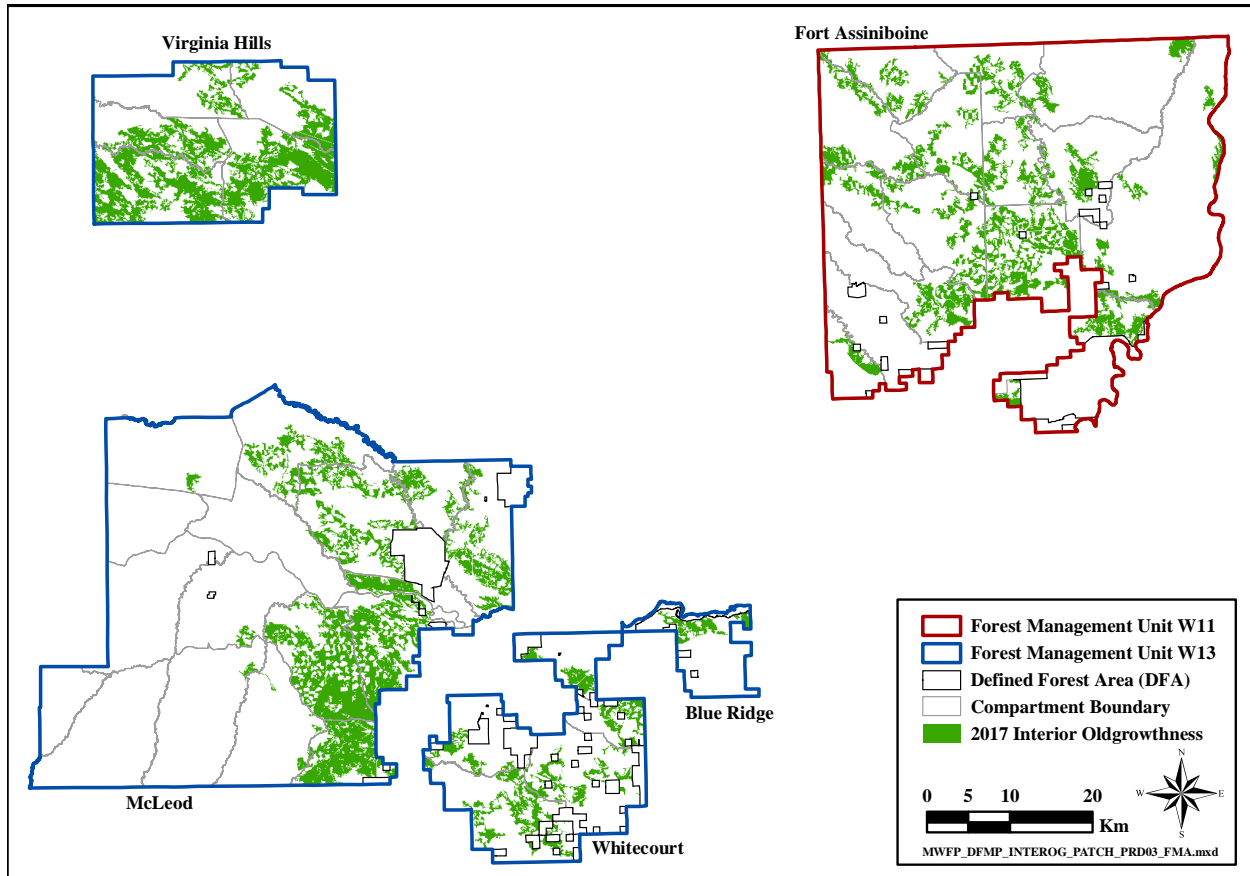 Virginia Hills
Fort Assiniboine
McLeod
Blue Ridge
Whitecourt
Forest Management Unit W11
Forest Management Unit W13
Defined Forest Area (DFA)
Compartment Boundary
2017 Interior Oldgrowthness
N
W E
S
0 5 10 20
Km
MWFP_DFMP_INTEROG_PATCH_PRD03_FMA.mxd